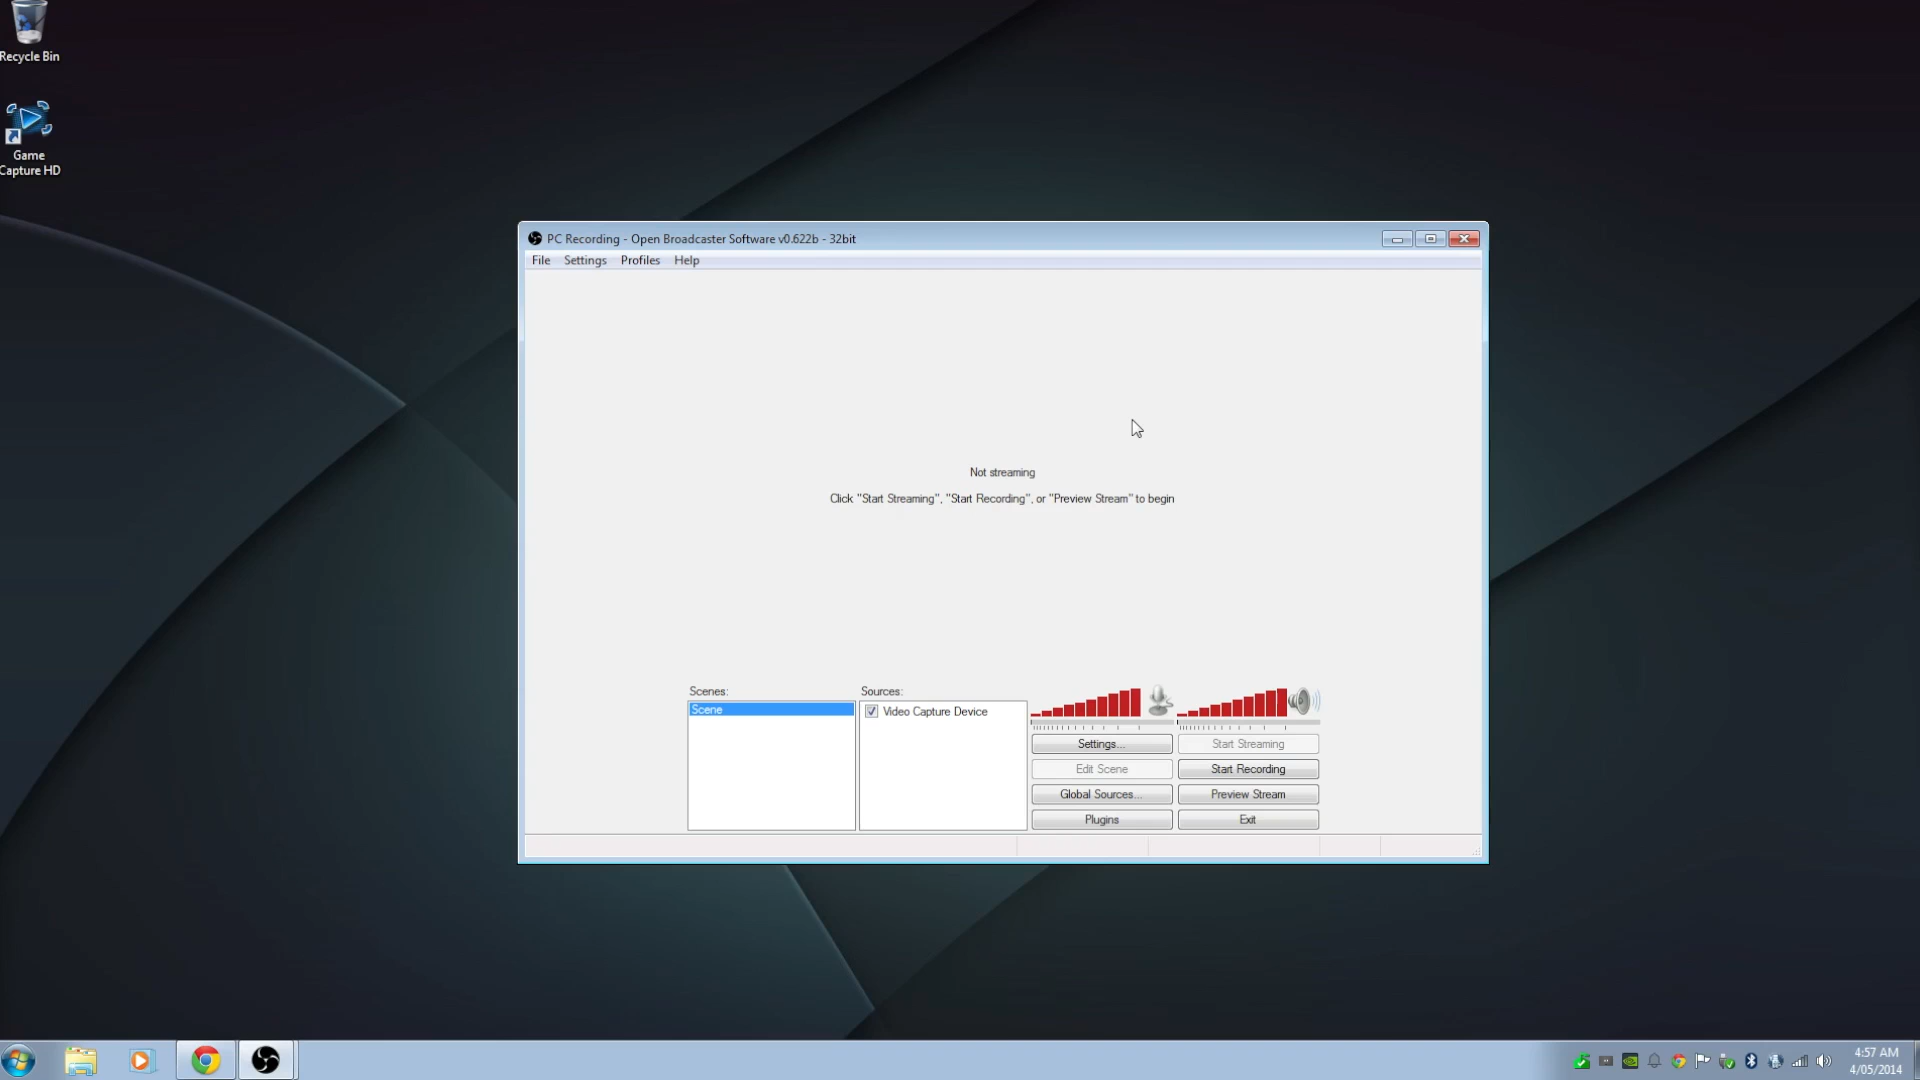 Recycle Bin
Game
Capture HD
PC Recording - Open Broadcaster Software v0.622b - 32bit
File Settings Profiles Help
Not streaming
Click "Start Streaming", "Start Recording", or "Preview Stream" to begin
Scenes:
Sources:
Scene
Video Capture Device
Settings...
Start Streaming
Edit Scene
Start Recording
Global Sources...
Preview Stream
Plugins
Exit
4:57 AM
4/05/2014